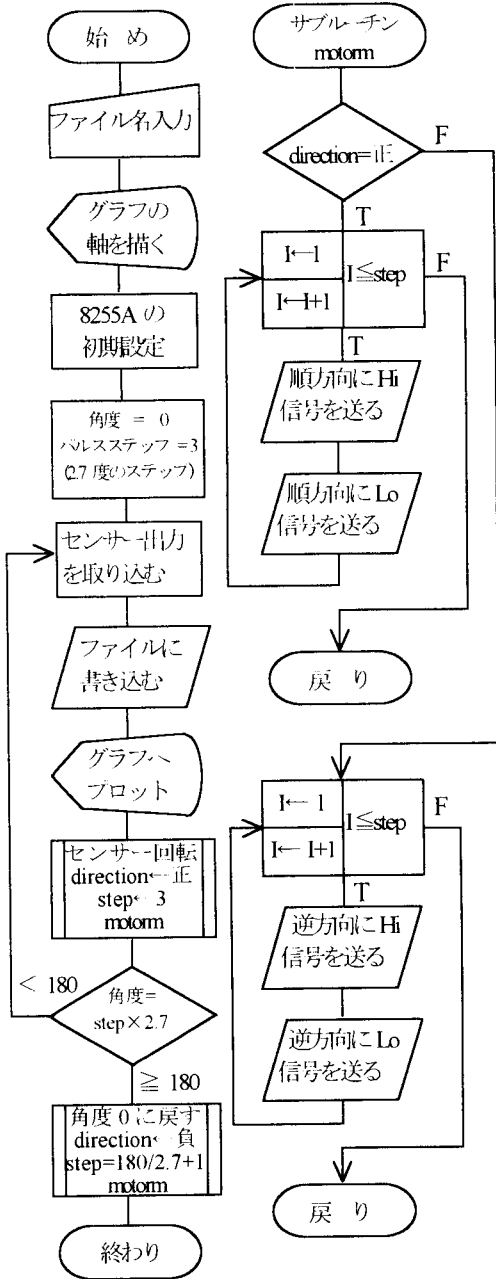 始 め
ファイル名入力
グラフの
軸を描く
8255A の
初期設定
角度 = 0
パルスステップ=3
(2.7 度のステップ)
センサー出力
を取り込む
ファイルに
書き込む
グラフへ
プロット
センサー回転
direction←正
step← 3
motorm
< 180
角度=
step×2.7
≧ 180
角度 0 に戻す
direction←負
step=180/2.7+1
motorm
終わり
サブルーチン
motorm
direction=正
F
T
I←1
I←I+1
I≦step
F
T
順方向に Hi
信号を送る
順方向に Lo
信号を送る
戻 り
I← 1
I← I+1
I≦step
F
T
逆方向に Hi
信号を送る
逆方向に Lo
信号を送る
戻 り